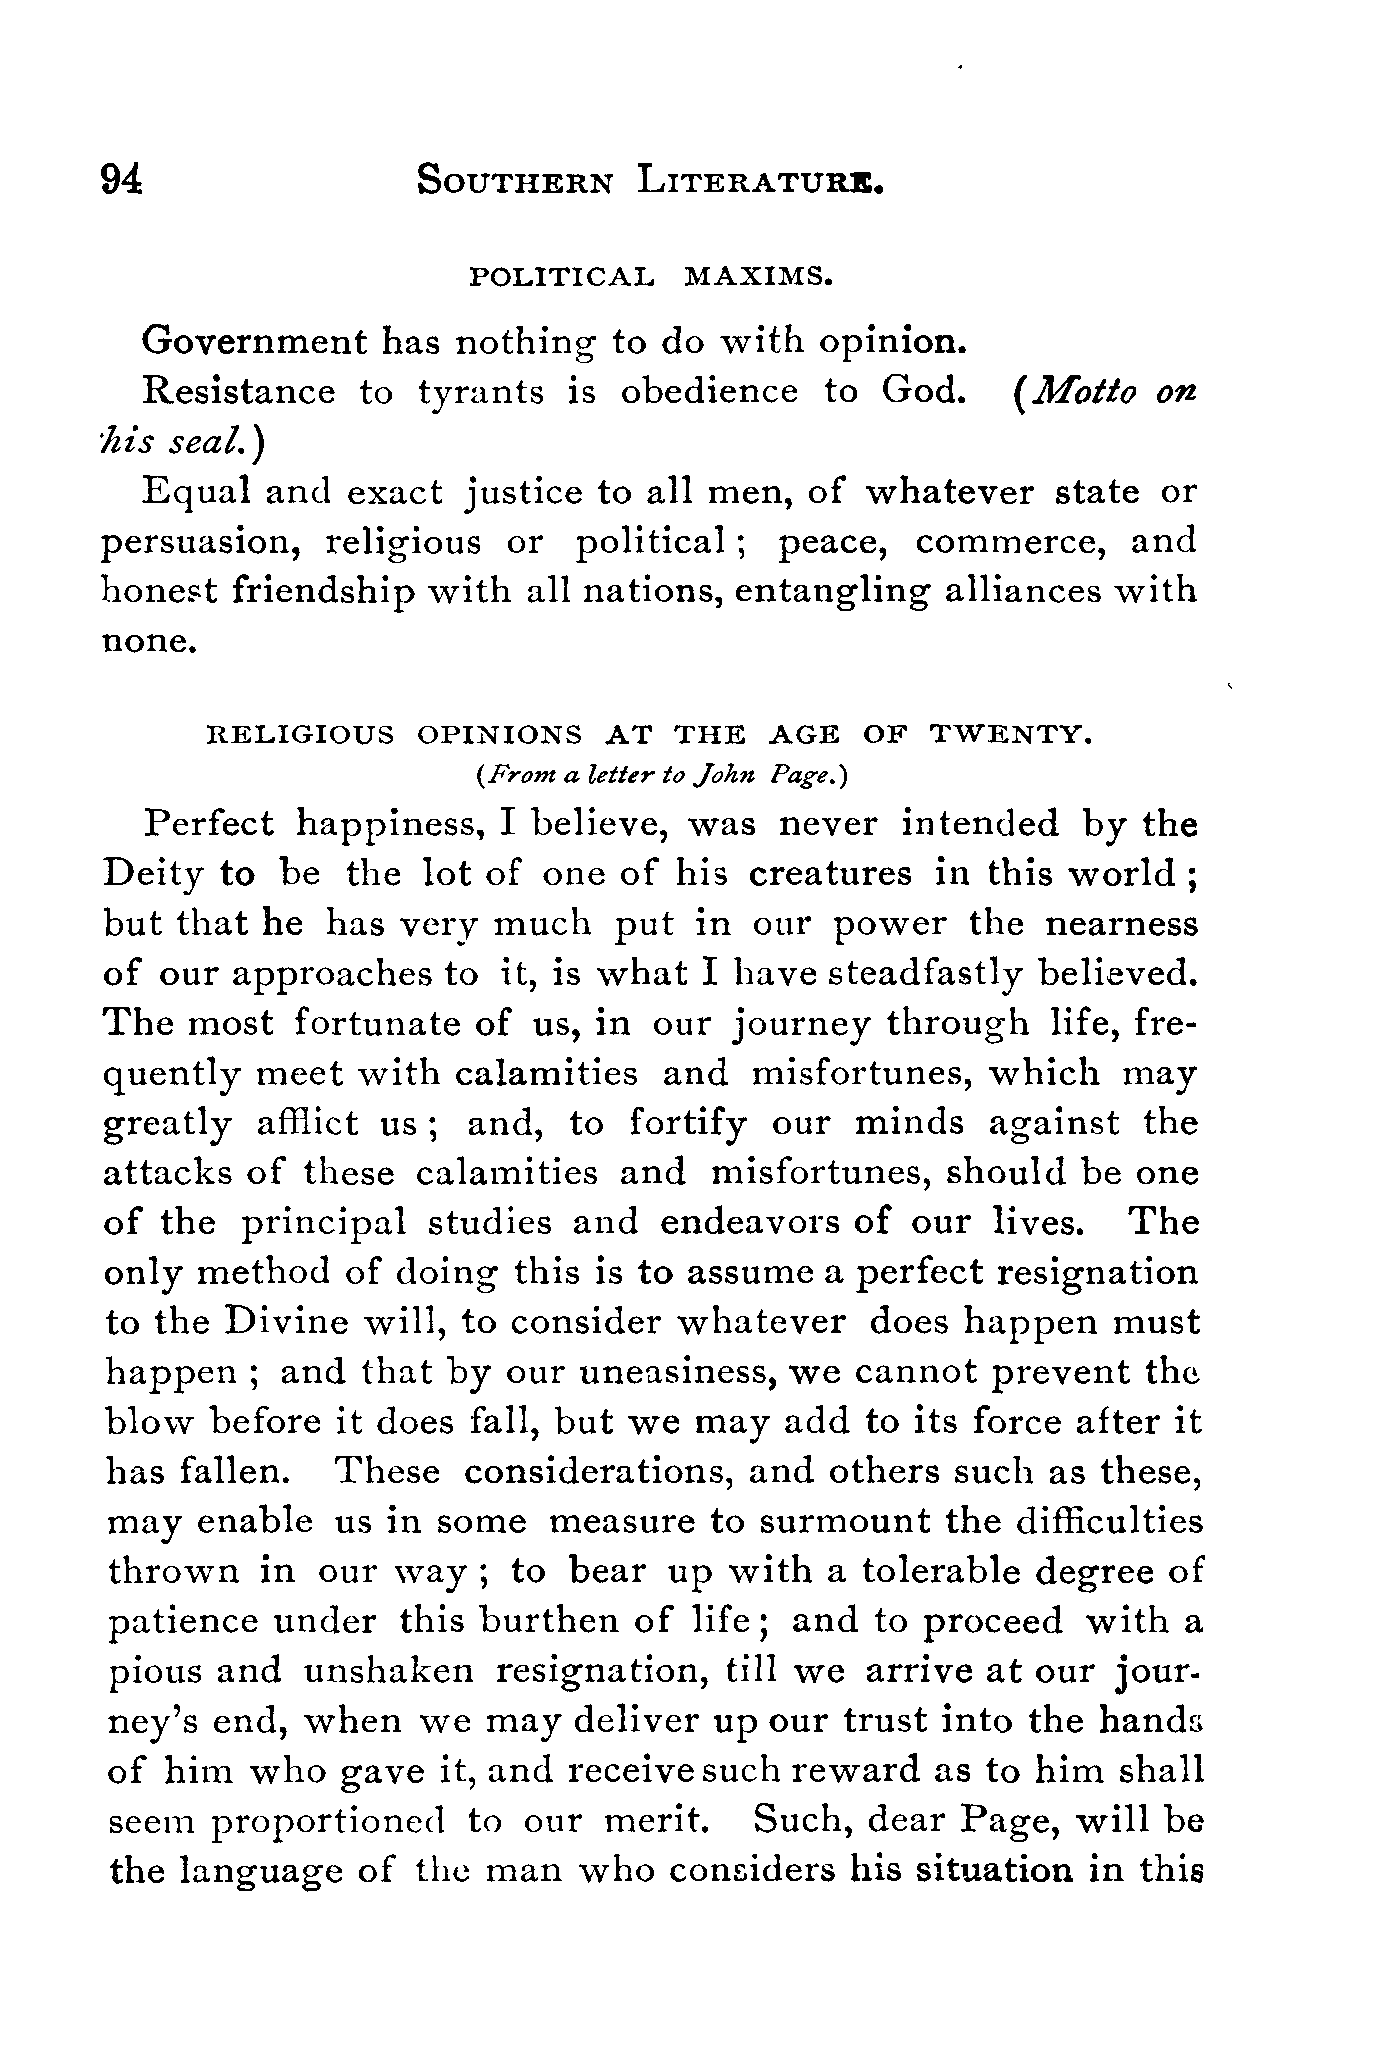 94 SOUTHERN LITERATURE.
POLITICAL MAXIMS.
Government has nothing to do with opinion.
Resistance to tyrants is obedience to God. (Motto on
his seal.)
Equal and exact justice to all men, of whatever state or
persuasion, religious or political ; peace, commerce, and
honest friendship with all nations, entangling alliances with
none.
RELIGIOUS OPINIONS AT THE AGE OF TWENTY.
(From a letter to John Page.)
Perfect happiness, I believe, was never intended by the
Deity to be the lot of one of his creatures in this world ;
but that he has very much put in our power the nearness
of our approaches to it, is what I have steadfastly believed.
The most fortunate of us, in our journey through life, fre-
quently meet with calamities and misfortunes, which may
greatly afflict us ; and, to fortify our minds against the
attacks of these calamities and misfortunes, should be one
of the principal studies and endeavors of our lives. The
only method of doing this is to assume a perfect resignation
to the Divine will, to consider whatever does happen must
happen ; and that by our uneasiness, we cannot prevent the
blow before it does fall, but we may add to its force after it
has fallen. These considerations, and others such as these,
may enable us in some measure to surmount the difficulties
thrown in our way ; to bear up with a tolerable degree of
patience under this burthen of life ; and to proceed with a
pious and unshaken resignation, till we arrive at our jour-
ney's end, when we may deliver up our trust into the hands
of him who gave it, and receive such reward as to him shall
seem proportioned to our merit. Such, dear Page, will be
the language of the man who considers his situation in this